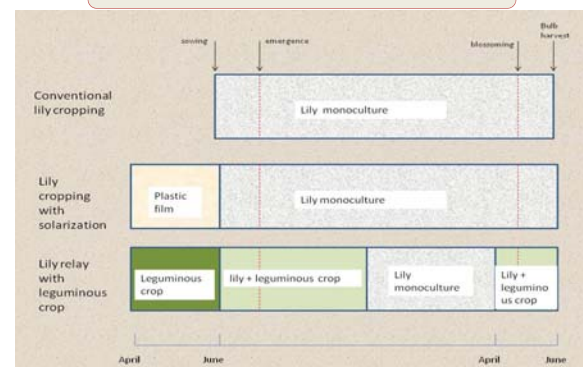 Bulb
harvest
sowing
emergence
blossoming
Conventional
lily cropping
Lily monoculture
Lily
cropping
with
solarization
Plastic
film
Lily monoculture
Lily relay
with
leguminous
crop
Leguminous
crop
lily + leguminous crop
Lily
monoculture
Lily +
legumino
us crop
April
June
April
June